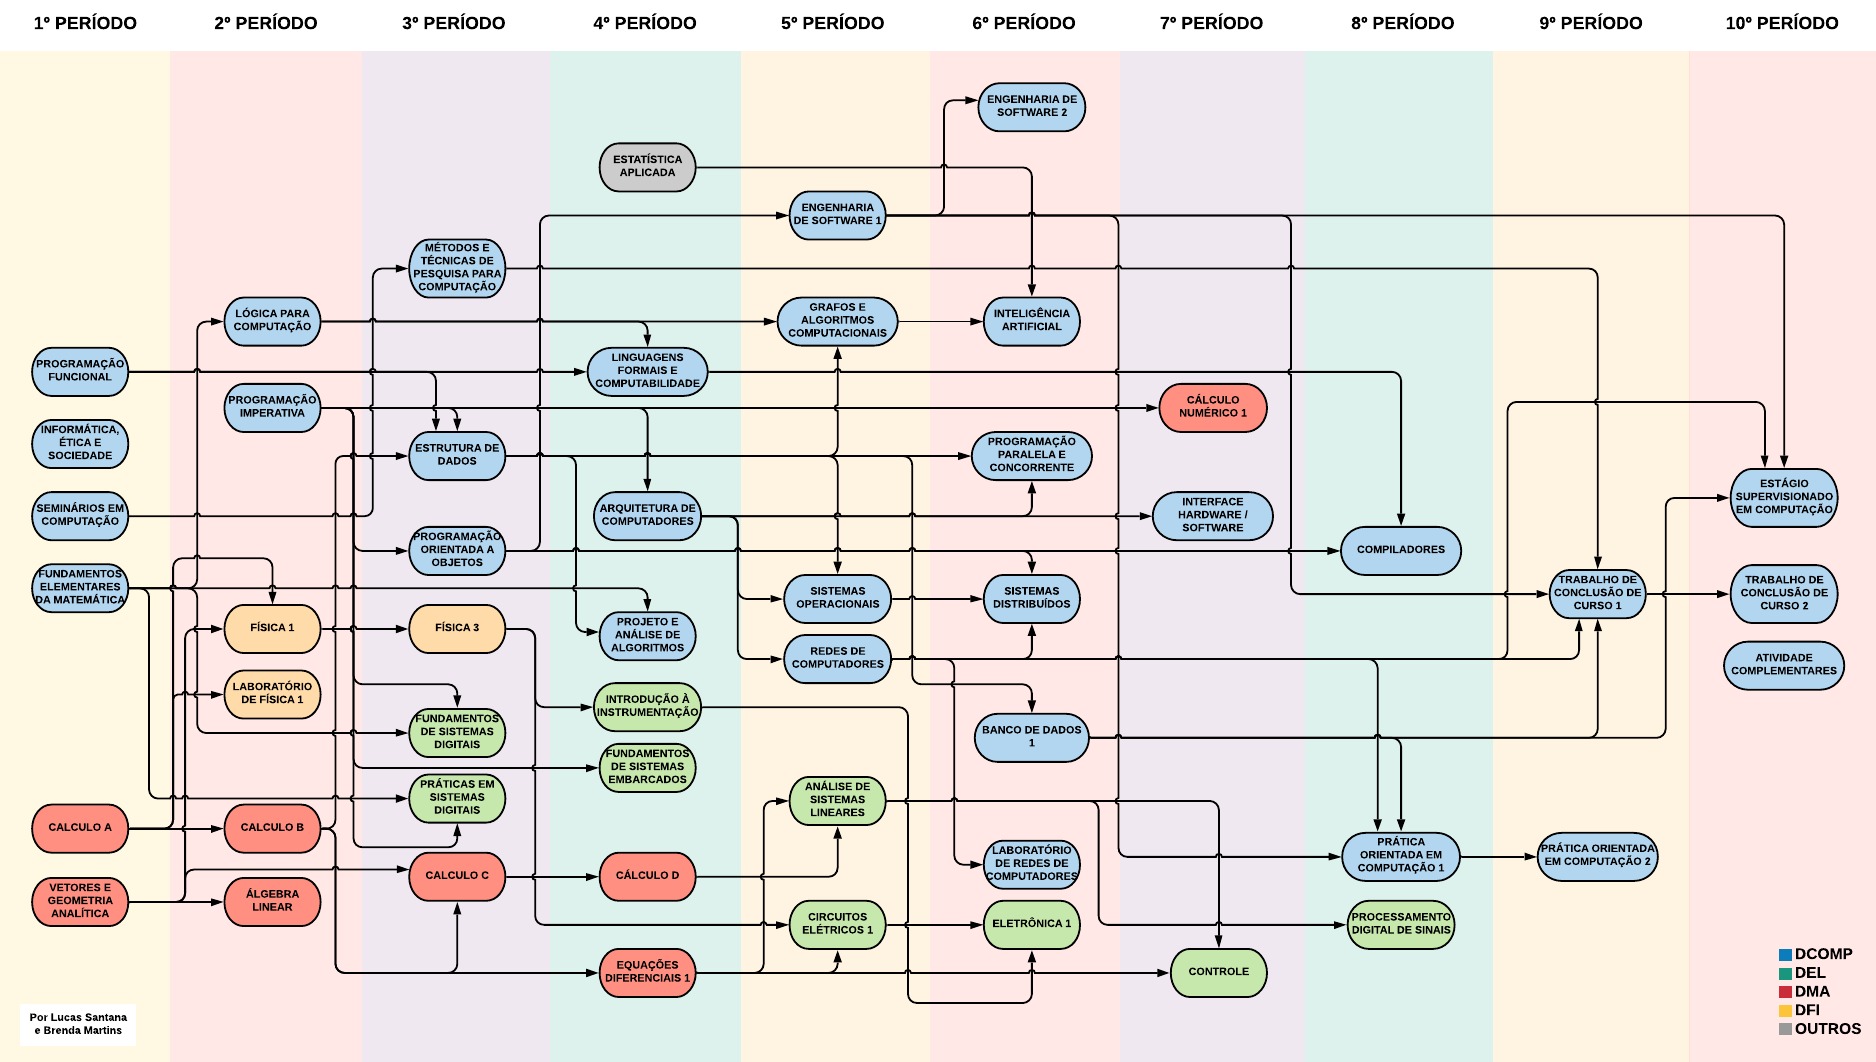 1º PERÍODO
2º PERÍODO
3º PERÍODO
4º PERÍODO
5º PERÍODO
6º PERÍODO
7º PERÍODO
8º PERÍODO
9º PERÍODO
10º PERÍODO
PROGRAMAÇÃO
FUNCIONAL
INFORMÁTICA,
ÉTICA E
SOCIEDADE
SEMINÁRIOS EM
COMPUTAÇÃO
FUNDAMENTOS
ELEMENTARES
DA MATEMÁTICA
CALCULO A
VETORES E
GEOMETRIA
ANALÍTICA
LÓGICA PARA
COMPUTAÇÃO
PROGRAMAÇÃO
IMPERATIVA
FÍSICA 1
LABORATÓRIO
DE FÍSICA 1
CALCULO B
ÁLGEBRA
LINEAR
MÉTODOS E
TÉCNICAS DE
PESQUISA PARA
COMPUTAÇÃO
ESTRUTURA DE
DADOS
PROGRAMAÇÃO
ORIENTADA A
OBJETOS
FÍSICA 3
FUNDAMENTOS
DE SISTEMAS
DIGITAIS
PRÁTICAS EM
SISTEMAS
DIGITAIS
CALCULO C
ESTATÍSTICA
APLICADA
LINGUAGENS
FORMAIS E
COMPUTABILIDADE
ARQUITETURA DE
COMPUTADORES
PROJETO E
ANÁLISE DE
ALGORITMOS
INTRODUÇÃO À
INSTRUMENTAÇÃO
FUNDAMENTOS
DE SISTEMAS
EMBARCADOS
CÁLCULO D
EQUAÇÕES
DIFERENCIAIS 1
ENGENHARIA
DE SOFTWARE 1
GRAFOS E
ALGORITMOS
COMPUTACIONAIS
SISTEMAS
OPERACIONAIS
REDES DE
COMPUTADORES
ANÁLISE DE
SISTEMAS
LINEARES
CIRCUITOS
ELÉTRICOS 1
ENGENHARIA DE
SOFTWARE 2
INTELIGÊNCIA
ARTIFICIAL
PROGRAMAÇÃO
PARALELA E
CONCORRENTE
SISTEMAS
DISTRIBUÍDOS
BANCO DE DADOS
1
LABORATÓRIO
DE REDES DE
COMPUTADORES
ELETRÔNICA 1
CÁLCULO
NUMÉRICO 1
INTERFACE
HARDWARE /
SOFTWARE
CONTROLE
COMPILADORES
PRÁTICA
ORIENTADA EM
COMPUTAÇÃO 1
PROCESSAMENTO
DIGITAL DE SINAIS
TRABALHO DE
CONCLUSÃO DE
CURSO 1
PRÁTICA ORIENTADA
EM COMPUTAÇÃO 2
ESTÁGIO
SUPERVISIONADO
EM COMPUTAÇÃO
TRABALHO DE
CONCLUSÃO DE
CURSO 2
ATIVIDADE
COMPLEMENTARES
DCOMP
DEL
DMA
DFI
OUTROS
Por Lucas Santana
e Brenda Martins